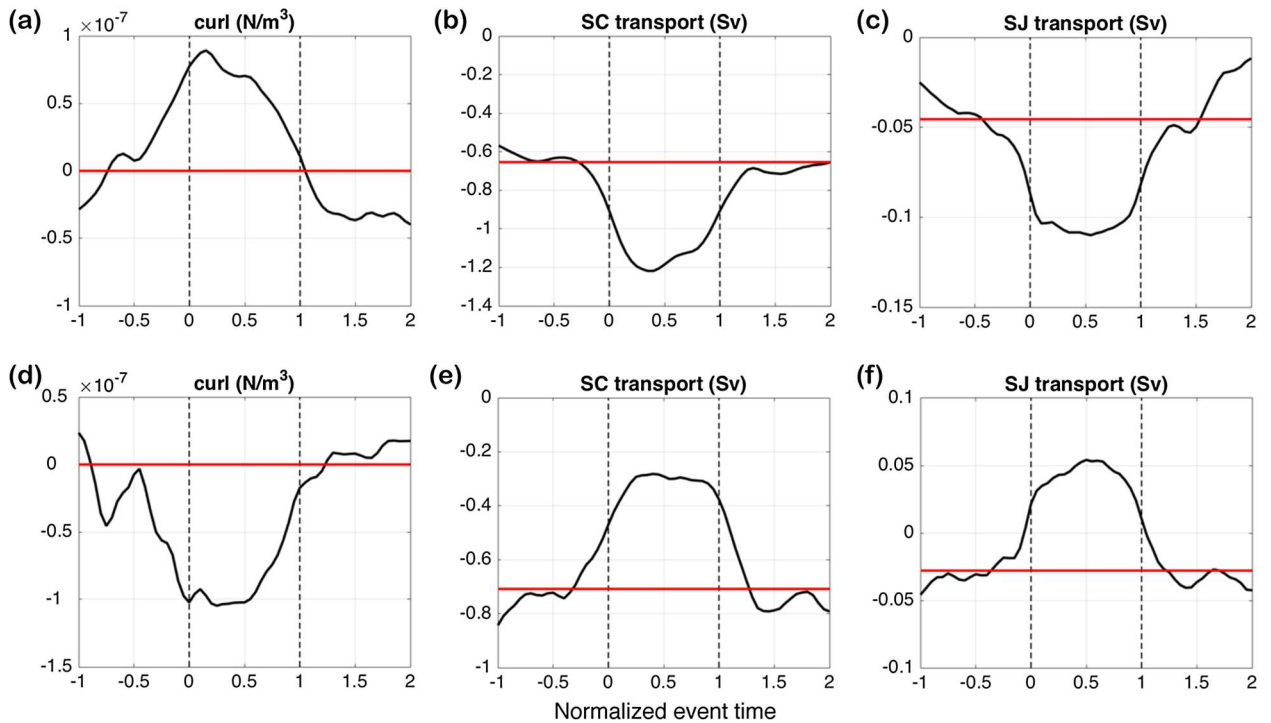 (a) ×10⁻⁷ curl (N/m³)
1
0.5
0
-0.5
-1
-1 -0.5 0 0.5 1 1.5 2
(b) SC transport (Sv)
0
-0.2
-0.4
-0.6
-0.8
-1
-1.2
-1.4
-1 -0.5 0 0.5 1 1.5 2
(c) SJ transport (Sv)
0
-0.05
-0.1
-0.15
-1 -0.5 0 0.5 1 1.5 2
(d) ×10⁻⁷ curl (N/m³)
0.5
0
-0.5
-1
-1.5
-1 -0.5 0 0.5 1 1.5 2
(e) SC transport (Sv)
0
-0.2
-0.4
-0.6
-0.8
-1
-1 -0.5 0 0.5 1 1.5 2
(f) SJ transport (Sv)
0.1
0.05
0
-0.05
-0.1
-1 -0.5 0 0.5 1 1.5 2
Normalized event time